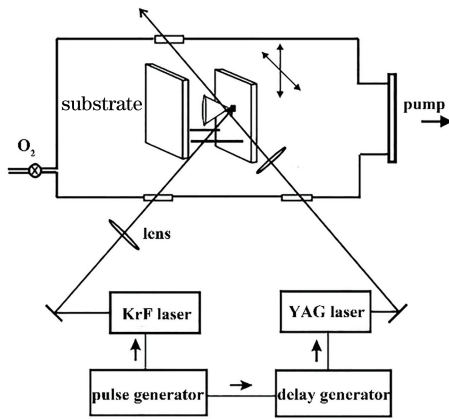 substrate
pump
O2
lens
KrF laser
YAG laser
pulse generator
delay generator